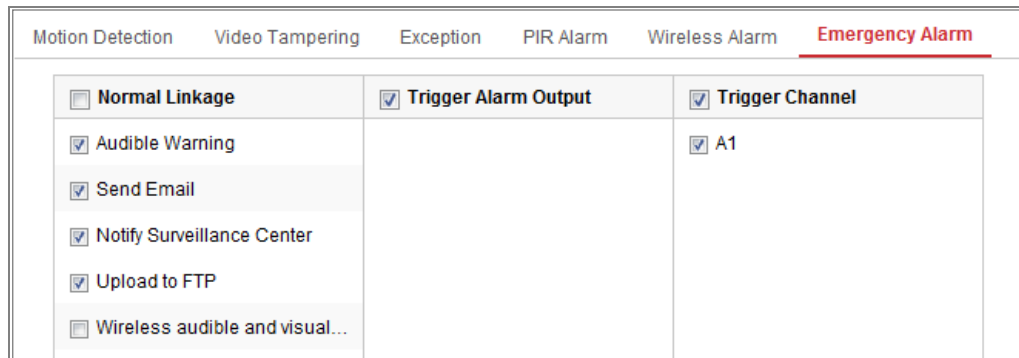 Motion Detection Video Tampering Exception PIR Alarm Wireless Alarm Emergency Alarm
Normal Linkage Trigger Alarm Output Trigger Channel
Audible Warning A1
Send Email
Notify Surveillance Center
Upload to FTP
Wireless audible and visual...